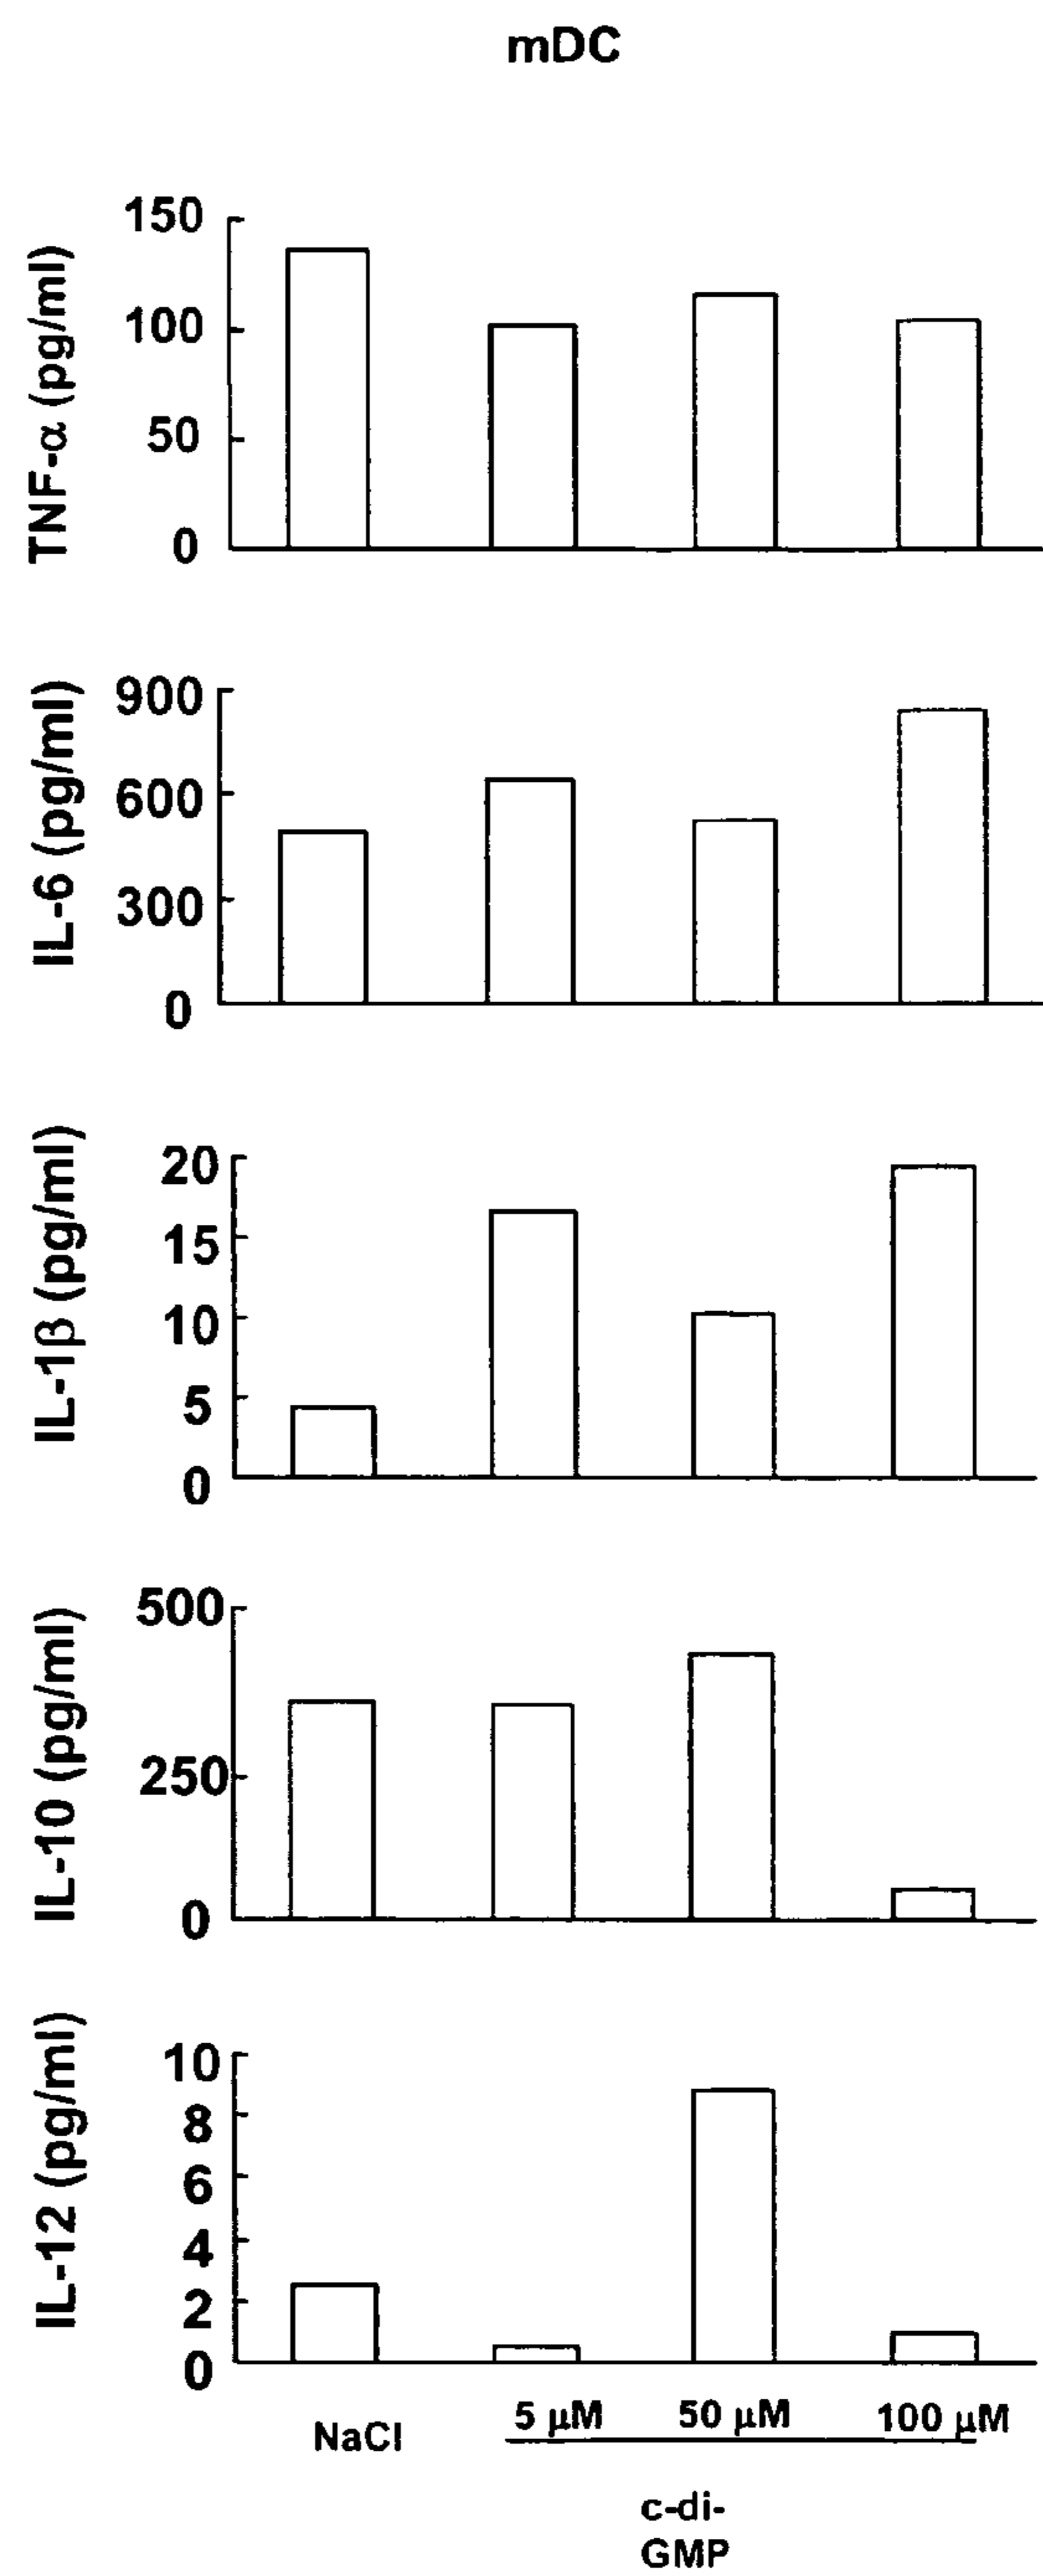 mDC
TNF-α (pg/ml)
150
100
50
0
IL-6 (pg/ml)
900
600
300
0
IL-1β (pg/ml)
20
15
10
5
0
IL-10 (pg/ml)
500
250
0
IL-12 (pg/ml)
10
8
6
4
2
0
NaCl
5 μM
50 μM
100 μM
c-di-
GMP